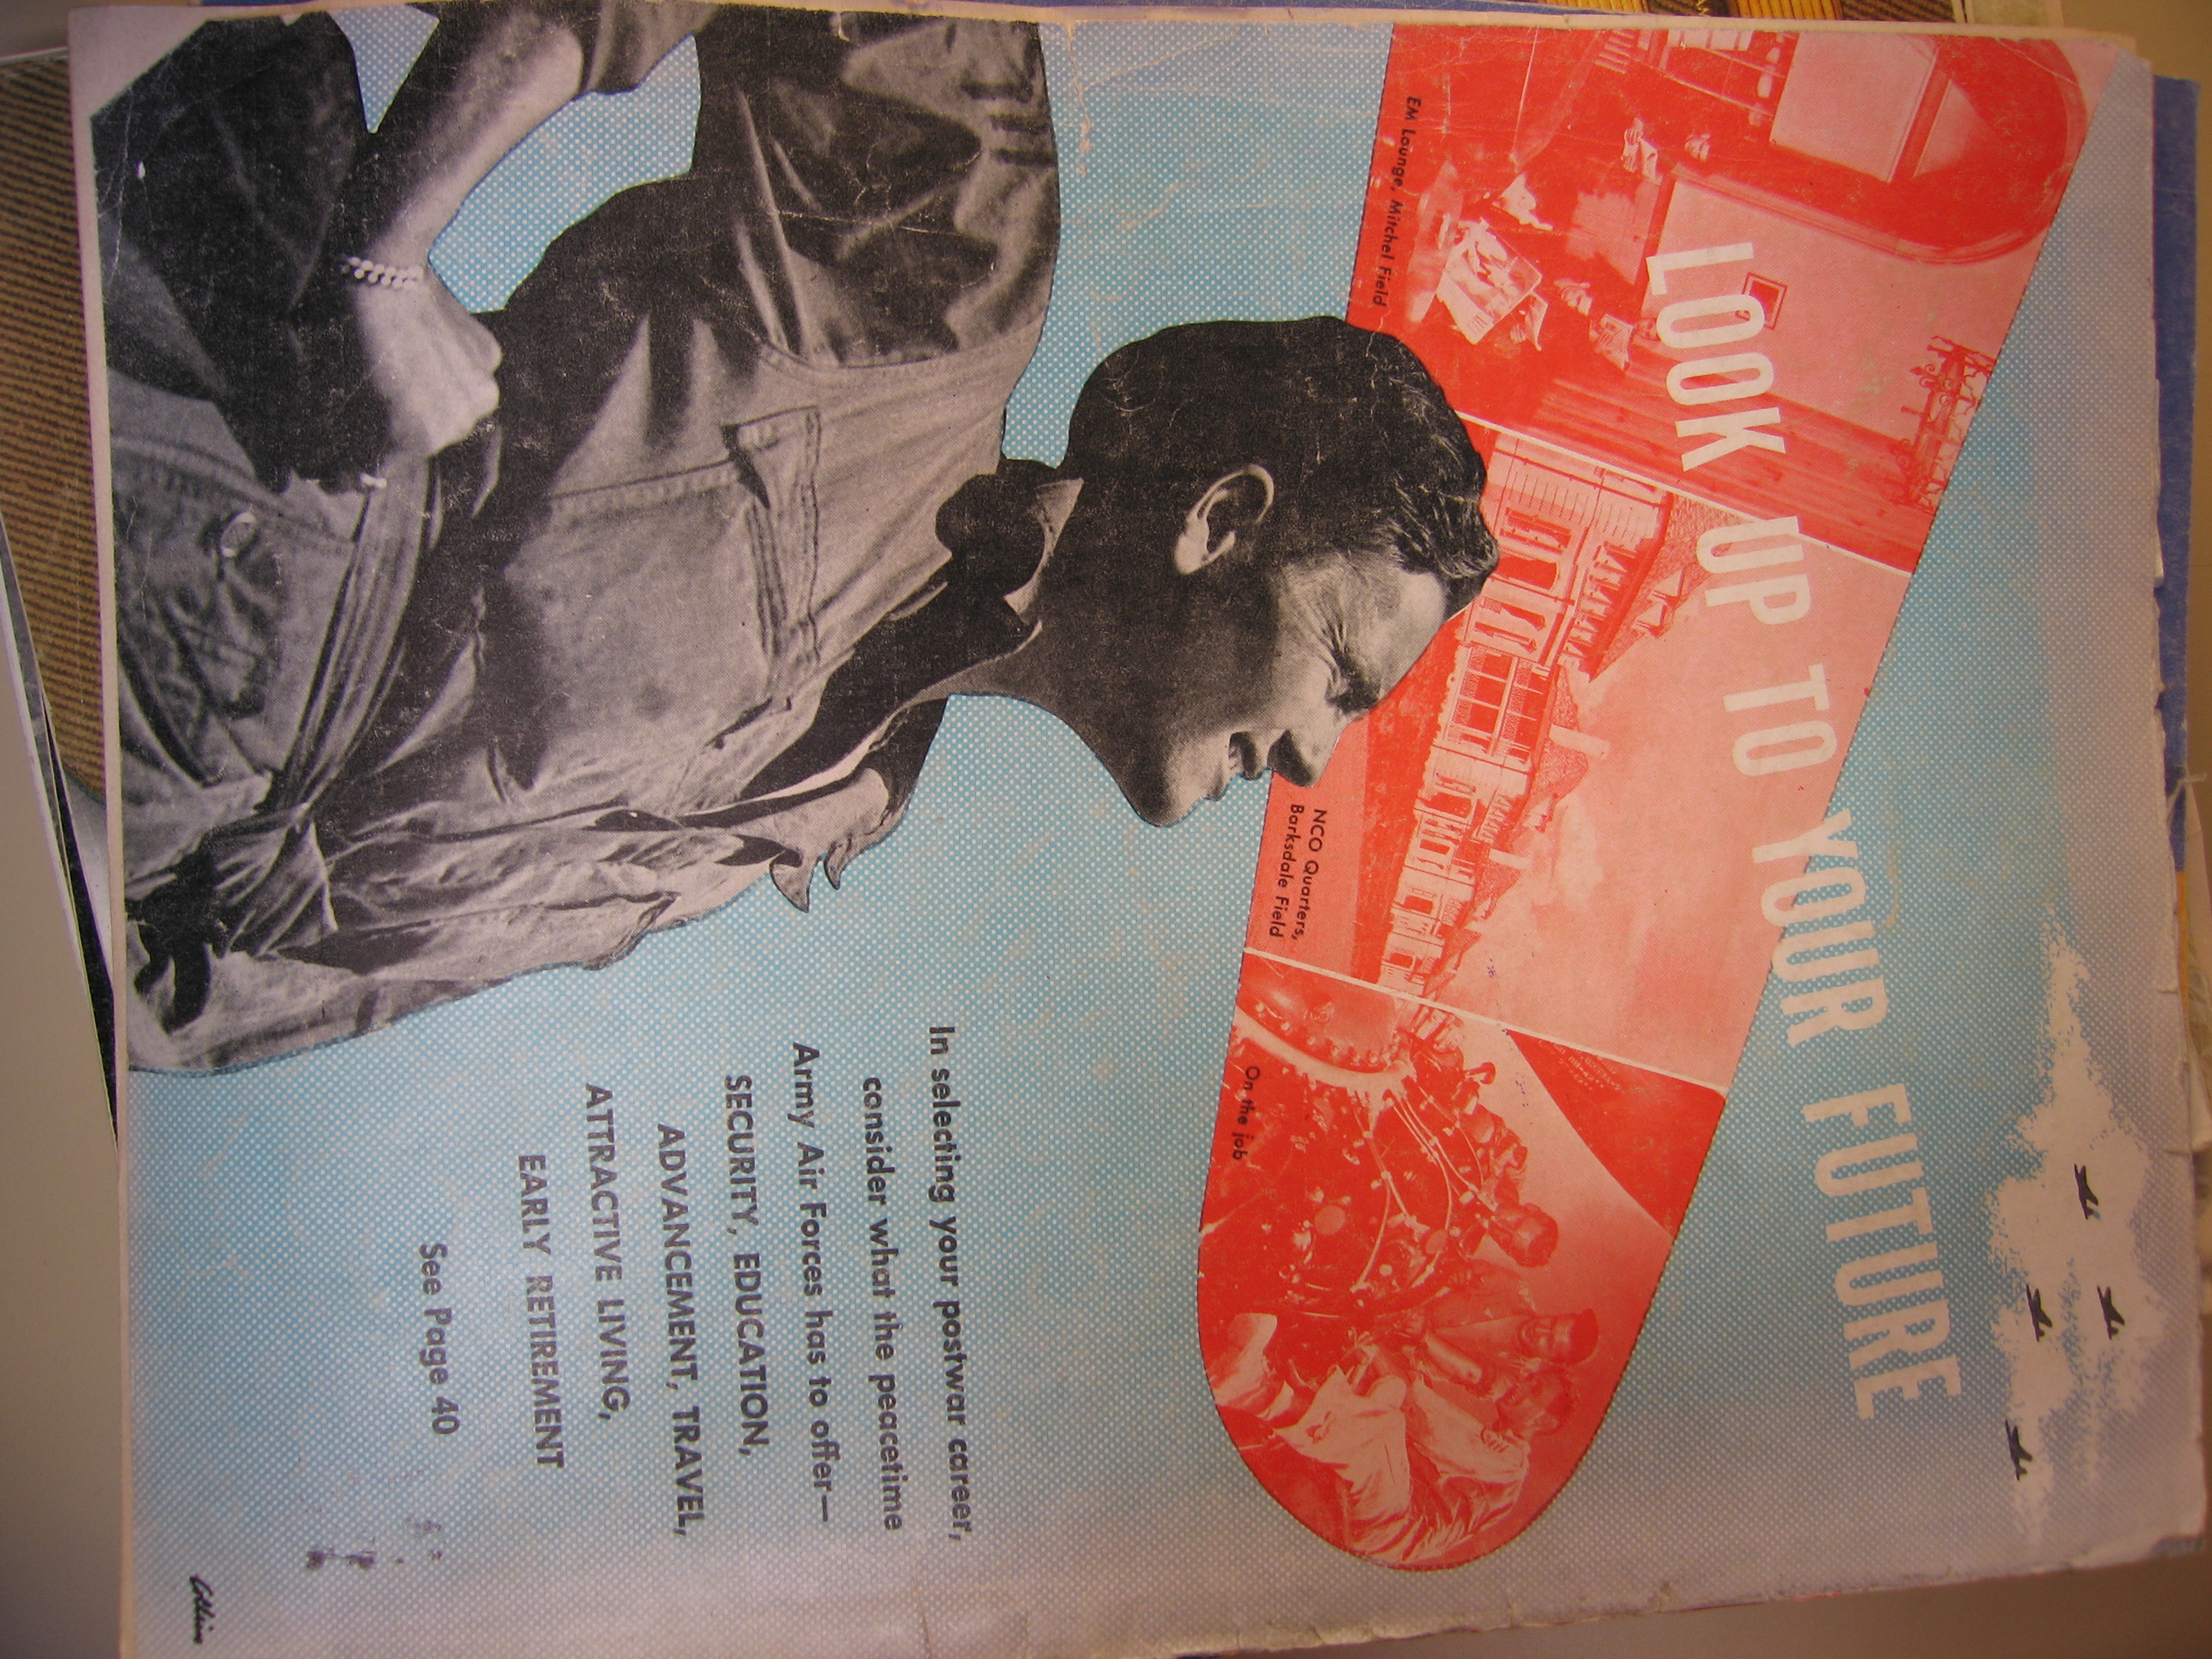 LOOK UP TO YOUR FUTURE
EM Lounge, Mitchel Field
NCO Quarters,
Barksdale Field
On the job
In selecting your postwar career,
consider what the peacetime
Army Air Forces has to offer—
SECURITY, EDUCATION,
ADVANCEMENT, TRAVEL,
ATTRACTIVE LIVING,
EARLY RETIREMENT
See Page 40
Collins